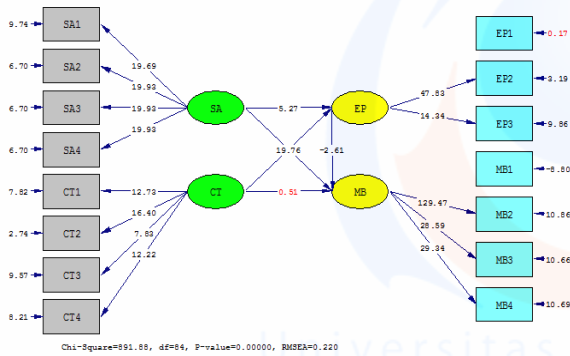 9.74 SA1
6.70 SA2
6.70 SA3
6.70 SA4
7.82 CT1
2.74 CT2
9.57 CT3
8.21 CT4
19.69
19.93
19.93
19.93
12.73
16.40
7.83
12.22
SA
CT
5.27
19.76
-2.61
0.51
EP
MB
47.83
14.34
129.47
28.59
29.34
EP1 0.17
EP2 3.19
EP3 9.86
MB1 -8.80
MB2 10.86
MB3 10.66
MB4 10.69
Chi-Square=891.88, df=84, P-value=0.00000, RMSEA=0.220
Universitas